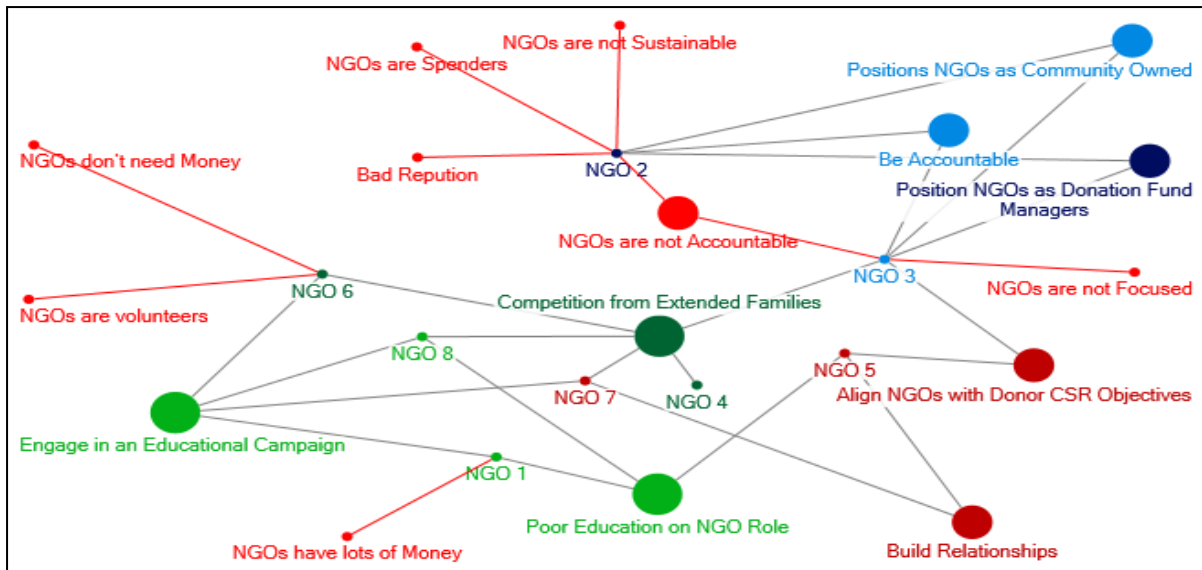 NGOs are not Sustainable
NGOs are Spenders
Positions NGOs as Community Owned
NGOs don't need Money
Bad Repution
NGO 2
Be Accountable
Position NGOs as Donation Fund
Managers
NGOs are not Accountable
NGO 3
NGOs are not Focused
NGO 6
NGOs are volunteers
Competition from Extended Families
NGO 8
NGO 5
NGO 7
NGO 4
Align NGOs with Donor CSR Objectives
Engage in an Educational Campaign
NGO 1
Poor Education on NGO Role
NGOs have lots of Money
Build Relationships